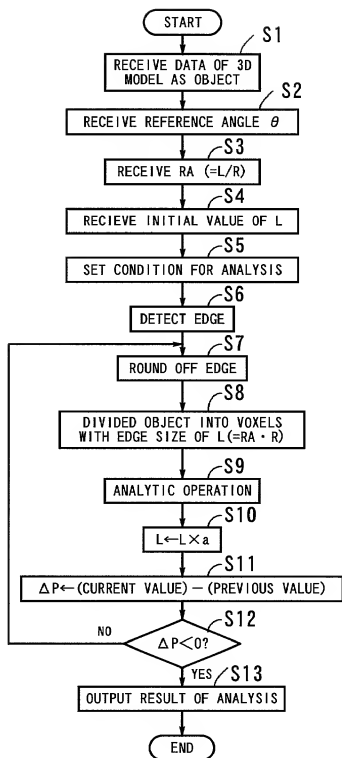 START
S1
RECEIVE DATA OF 3D
MODEL AS OBJECT
S2
RECEIVE REFERENCE ANGLE θ
S3
RECEIVE RA (=L/R)
S4
RECIEVE INITIAL VALUE OF L
S5
SET CONDITION FOR ANALYSIS
S6
DETECT EDGE
S7
ROUND OFF EDGE
S8
DIVIDED OBJECT INTO VOXELS
WITH EDGE SIZE OF L(=RA・R)
S9
ANALYTIC OPERATION
S10
L←L×a
S11
ΔP←(CURRENT VALUE)−(PREVIOUS VALUE)
S12
NO
ΔP<0?
YES
S13
OUTPUT RESULT OF ANALYSIS
END